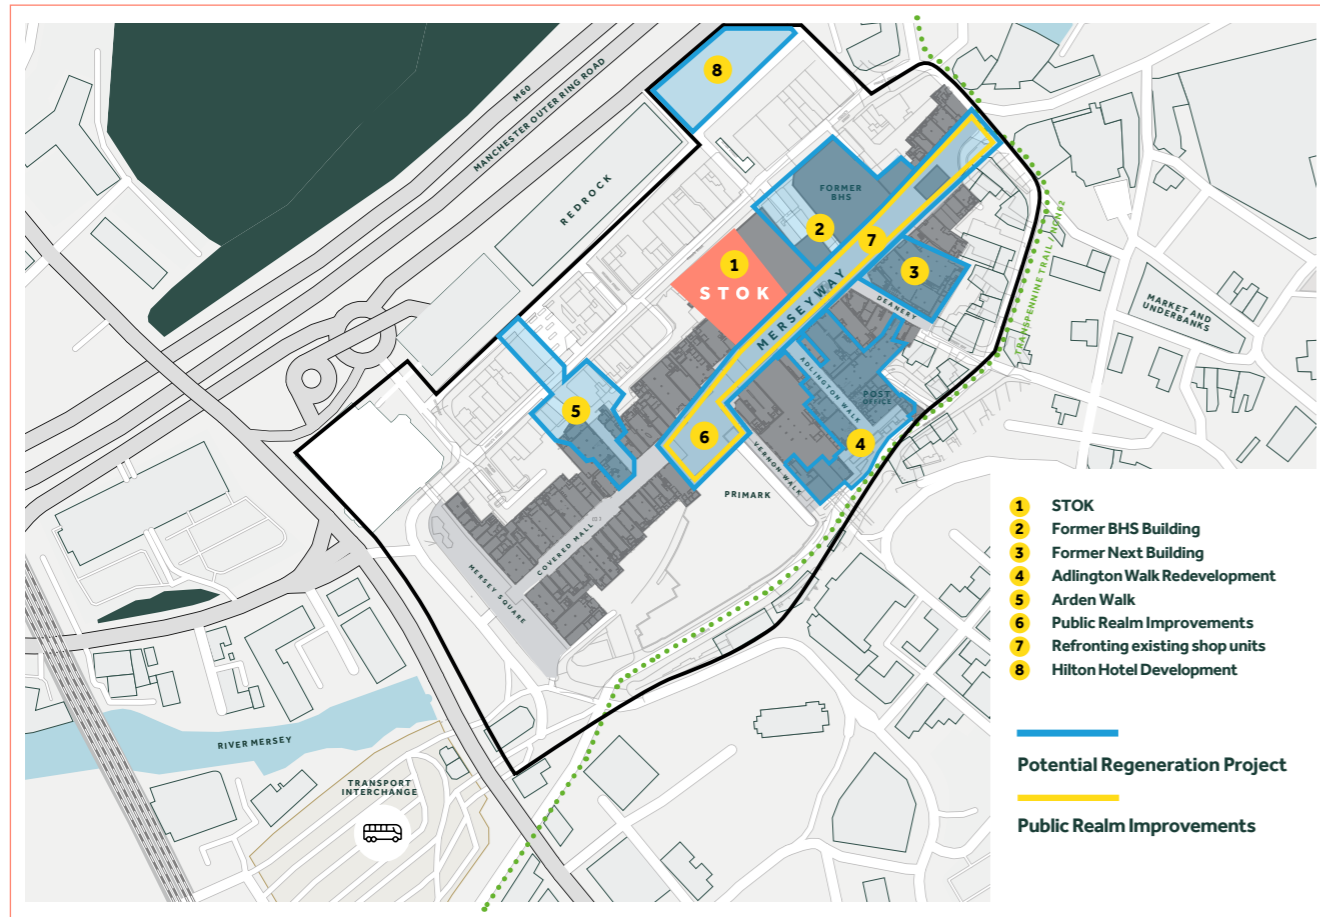 M60
MANCHESTER OUTER RING ROAD
8
REDROCK
FORMER
BHS
2
7
1
STOK
3
DEANERY
MERSEYWAY
TRANSPENNINE TRAIL / NCN 62
MARKET AND
UNDERBANKS
ADLINGTON WALK
POST
OFFICE
5
6
4
VERNON WALK
PRIMARK
COVERED MALL
MERSEY SQUARE
RIVER MERSEY
TRANSPORT
INTERCHANGE
1 STOK
2 Former BHS Building
3 Former Next Building
4 Adlington Walk Redevelopment
5 Arden Walk
6 Public Realm Improvements
7 Refronting existing shop units
8 Hilton Hotel Development
Potential Regeneration Project
Public Realm Improvements